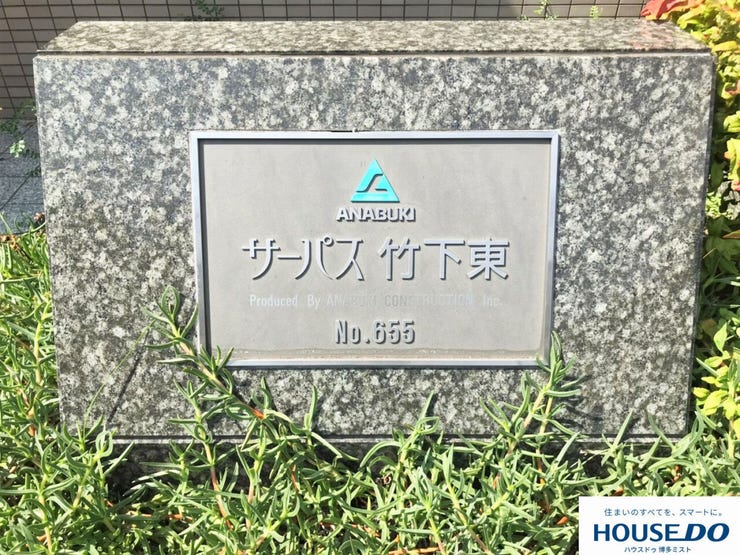 ANABUKI
サーパス 竹下東
Produced By ANABUKI CONSTRUCTION Inc.
No.655
住まいのすべてを、スマートに。
HOUSEDO
ハウスドゥ 博多ミスト